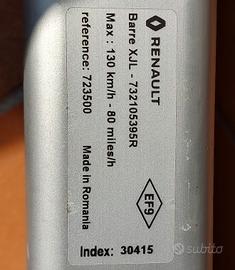 RENAULT
Barre XJL - 732105395R
Max : 130 km/h - 80 miles/h
reference: 723500
Made in Romania
EF9
Index: 30415
subito